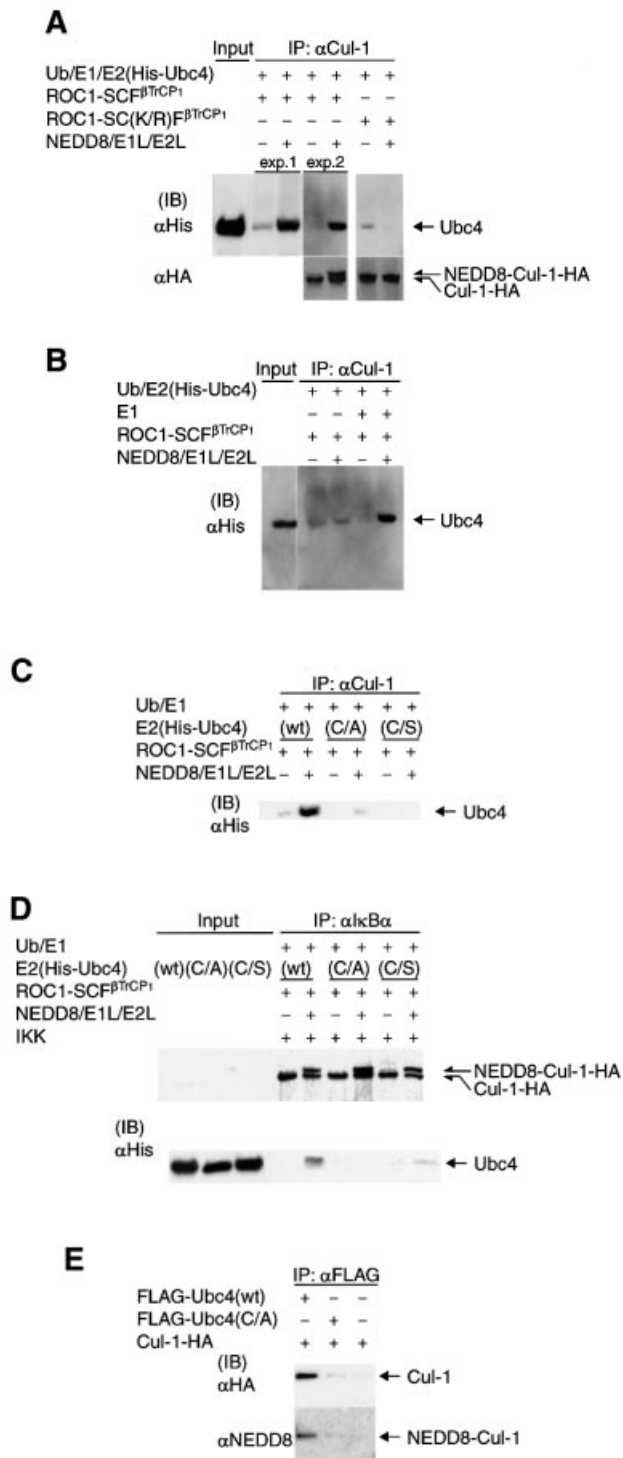 A
Input IP: αCul-1
Ub/E1/E2(His-Ubc4) + + + + + +
ROC1-SCFβTrCP1 + + + + − −
ROC1-SC(K/R)FβTrCP1 − − − − + +
NEDD8/E1L/E2L − + − + − +
exp.1 exp.2
(IB)
αHis Ubc4
αHA NEDD8-Cul-1-HA
Cul-1-HA
B
Input IP: αCul-1
Ub/E2(His-Ubc4) + + + +
E1 − − + +
ROC1-SCFβTrCP1 + + + +
NEDD8/E1L/E2L − + − +
(IB)
αHis Ubc4
C
IP: αCul-1
Ub/E1 + + + + + +
E2(His-Ubc4) (wt) (C/A) (C/S)
ROC1-SCFβTrCP1 + + + + + +
NEDD8/E1L/E2L − + − + − +
(IB)
αHis Ubc4
D
Input IP: αIκBα
Ub/E1 + + + + + +
E2(His-Ubc4) (wt)(C/A)(C/S) (wt) (C/A) (C/S)
ROC1-SCFβTrCP1 + + + + + +
NEDD8/E1L/E2L − + − + − +
IKK + + + + + +
NEDD8-Cul-1-HA
Cul-1-HA
(IB)
αHis Ubc4
E
IP: αFLAG
FLAG-Ubc4(wt) + − −
FLAG-Ubc4(C/A) − + −
Cul-1-HA + + +
(IB)
αHA Cul-1
αNEDD8 NEDD8-Cul-1